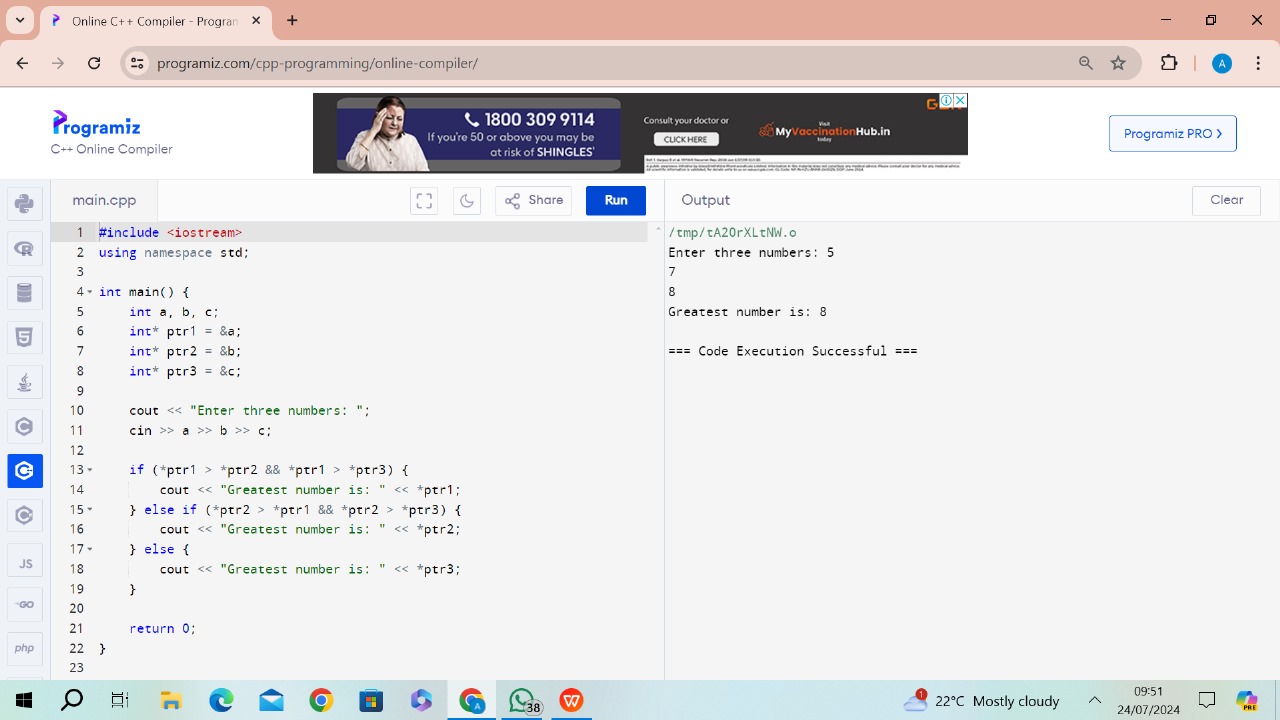 C++ Online Compiler - Program
programiz.com/cpp-programming/online-compiler/
A
Programiz
C++ Online Compiler
1800 309 9114
If you're 50 or above you may be
at risk of SHINGLES*
Consult your doctor or
CLICK HERE
Visit
MyVaccinationHub.in
today
Programiz PRO >
main.cpp
Share
Run
Output
Clear
1 #include <iostream>
2 using namespace std;
3
4 int main() {
5 int a, b, c;
6 int* ptr1 = &a;
7 int* ptr2 = &b;
8 int* ptr3 = &c;
9
10 cout << "Enter three numbers: ";
11 cin >> a >> b >> c;
12
13 if (*ptr1 > *ptr2 && *ptr1 > *ptr3) {
14 cout << "Greatest number is: " << *ptr1;
15 } else if (*ptr2 > *ptr1 && *ptr2 > *ptr3) {
16 cout << "Greatest number is: " << *ptr2;
17 } else {
18 cout << "Greatest number is: " << *ptr3;
19 }
20
21 return 0;
22 }
23
/tmp/tA2OrXLtNW.o
Enter three numbers: 5
7
8
Greatest number is: 8
=== Code Execution Successful ===
JS
GO
php
38
1
22°C Mostly cloudy
09:51
24/07/2024
PRE